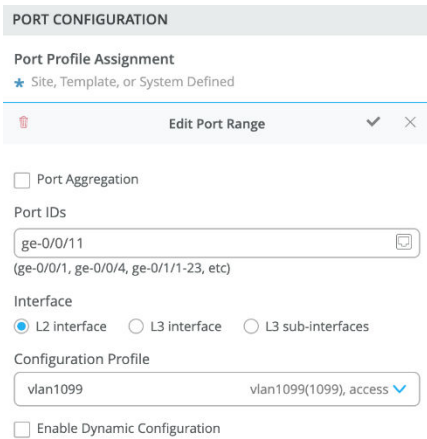 PORT CONFIGURATION
Port Profile Assignment
* Site, Template, or System Defined
Edit Port Range
Port Aggregation
Port IDs
ge-0/0/11
(ge-0/0/1, ge-0/0/4, ge-0/1/1-23, etc)
Interface
L2 interface L3 interface L3 sub-interfaces
Configuration Profile
vlan1099 vlan1099(1099), access
Enable Dynamic Configuration